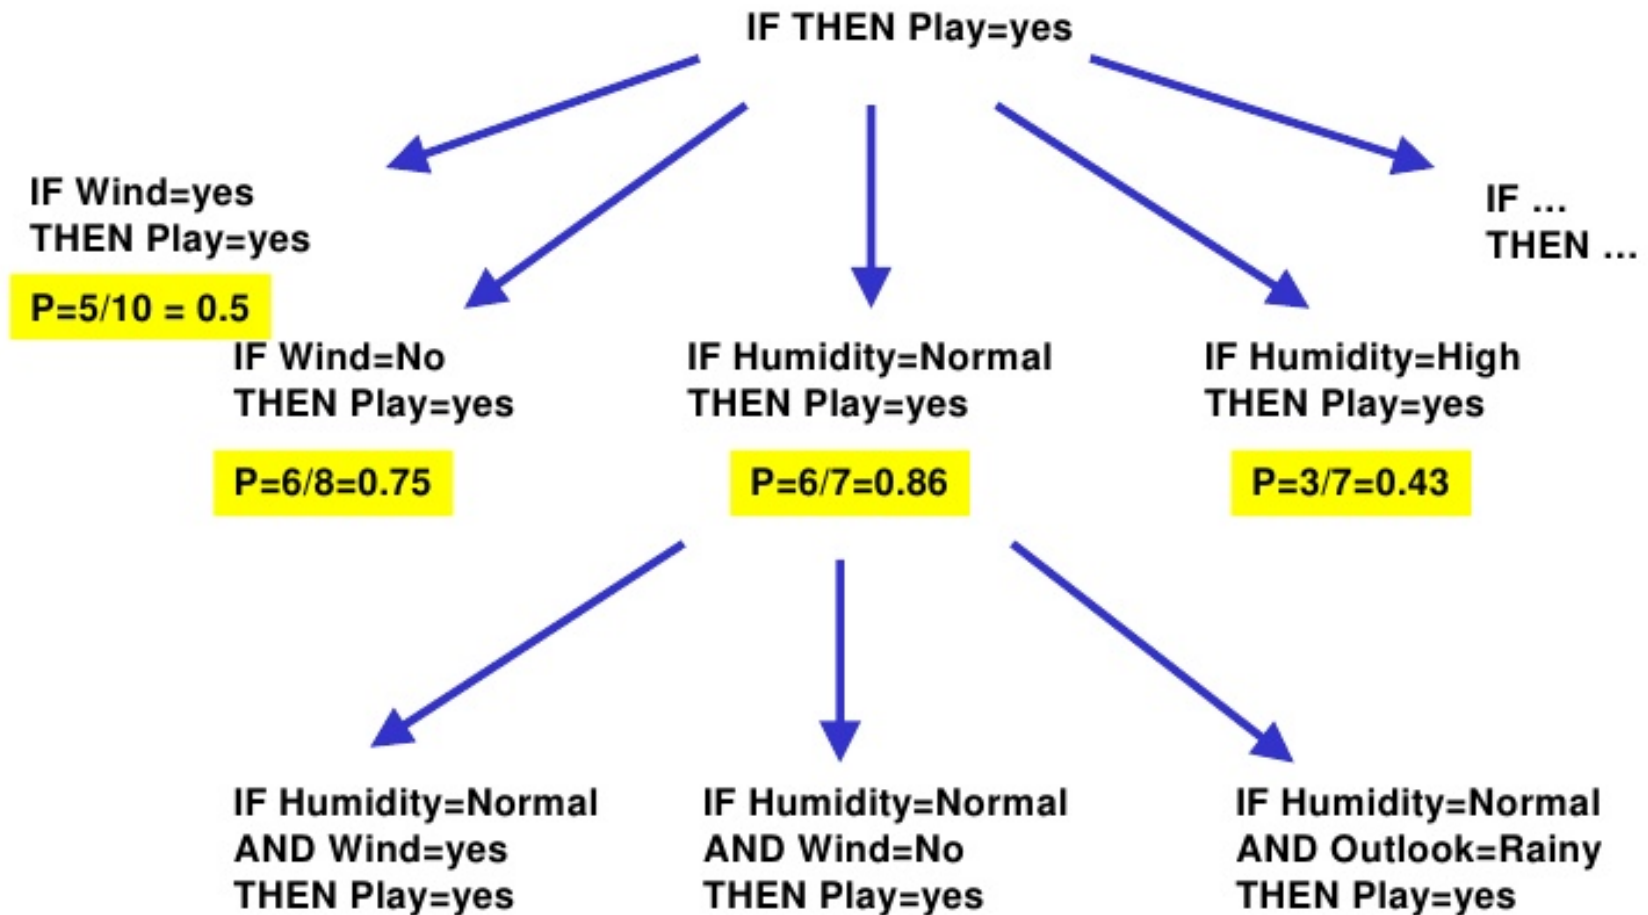 IF THEN Play=yes
IF Wind=yes
THEN Play=yes
P=5/10 = 0.5
IF ...
THEN ...
IF Wind=No
THEN Play=yes
P=6/8=0.75
IF Humidity=Normal
THEN Play=yes
P=6/7=0.86
IF Humidity=High
THEN Play=yes
P=3/7=0.43
IF Humidity=Normal
AND Wind=yes
THEN Play=yes
IF Humidity=Normal
AND Wind=No
THEN Play=yes
IF Humidity=Normal
AND Outlook=Rainy
THEN Play=yes